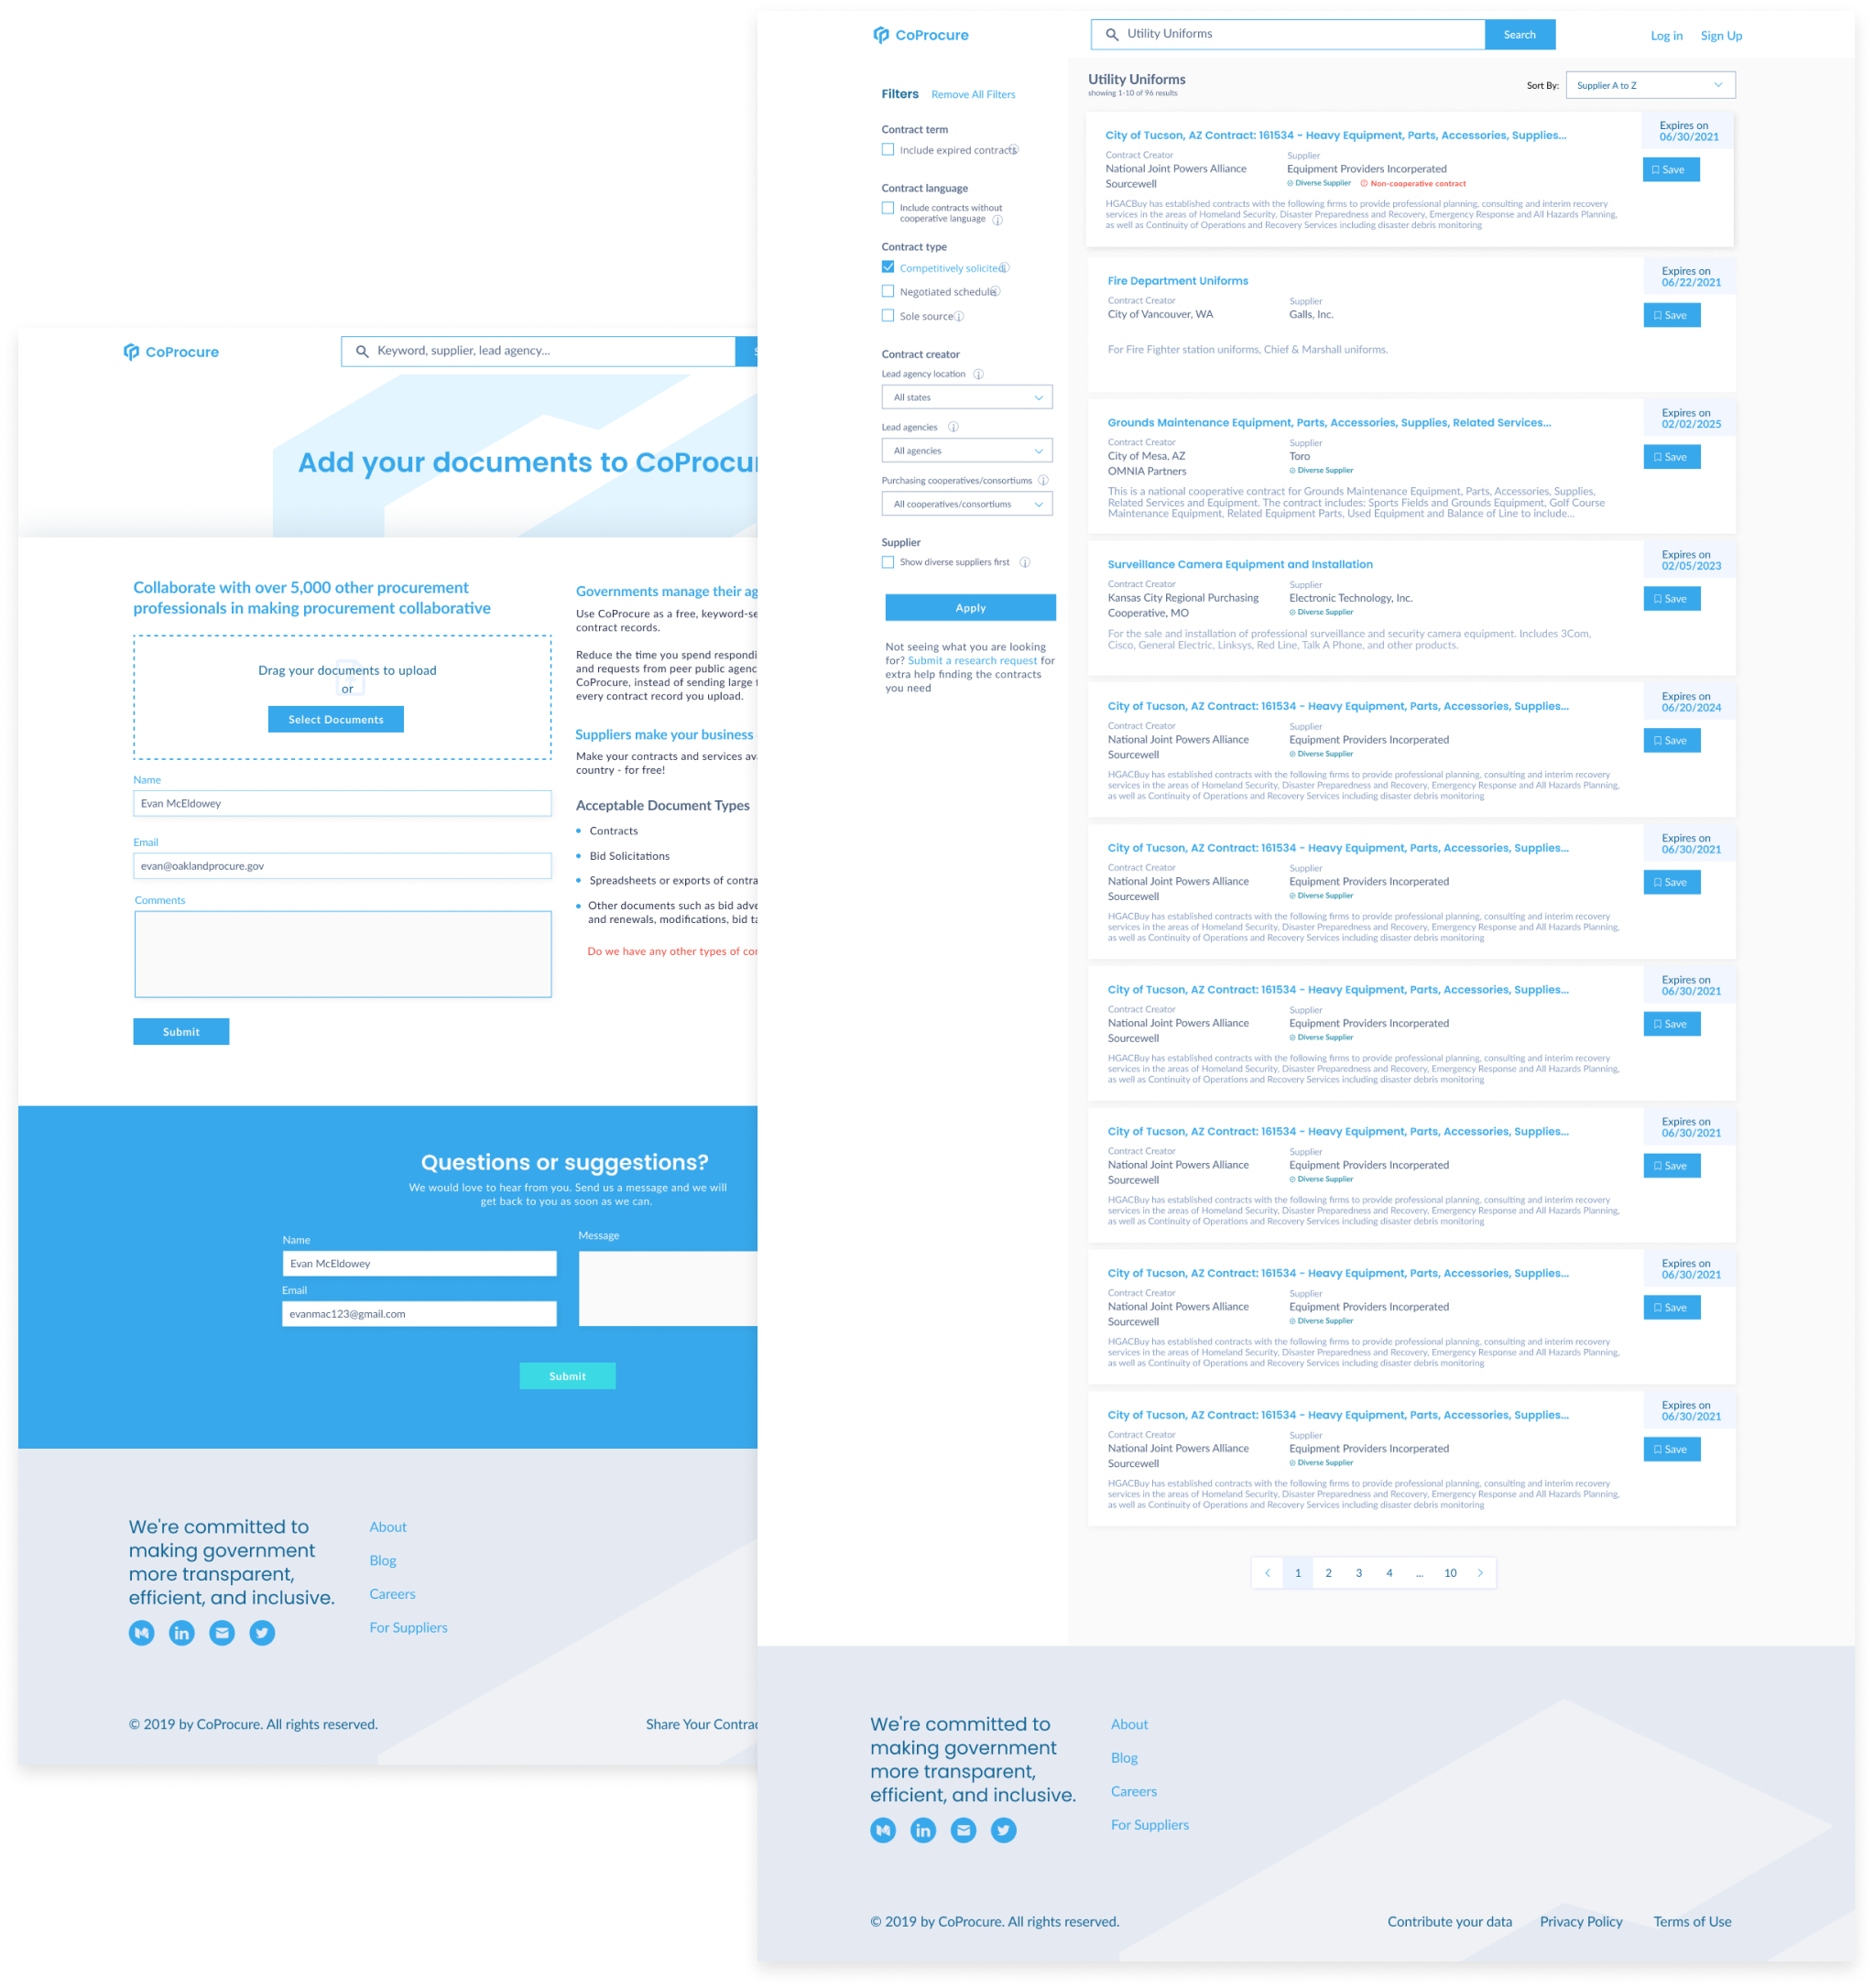 CoProcure
Keyword, supplier, lead agency...
Add your documents to CoProcu
Collaborate with over 5,000 other procurement
professionals in making procurement collaborative
Drag your documents to upload
or
Select Documents
Name
Evan McEldowey
Email
evan@oaklandprocure.gov
Comments
Submit
Governments manage their ag
Use CoProcure as a free, keyword-se
contract records.
Reduce the time you spend respondi
and requests from peer public agenc
CoProcure, instead of sending large
every contract record you upload.
Suppliers make your business
Make your contracts and services av
country - for free!
Acceptable Document Types
Contracts
Bid Solicitations
Spreadsheets or exports of contra
Other documents such as bid adve
and renewals, modifications, bid ta
Do we have any other types of co
Questions or suggestions?
We would love to hear from you. Send us a message and we will
get back to you as soon as we can.
Name
Evan McEldowey
Email
evanmac123@gmail.com
Message
Submit
We're committed to
making government
more transparent,
efficient, and inclusive.
About
Blog
Careers
For Suppliers
© 2019 by CoProcure. All rights reserved.
Share Your Contrac
CoProcure
Utility Uniforms
Search
Log in
Sign Up
Filters
Remove All Filters
Contract term
Include expired contracts
Contract language
Include contracts without
cooperative language
Contract type
Competitively solicited
Negotiated schedule
Sole source
Contract creator
Lead agency location
All states
Lead agencies
All agencies
Purchasing cooperatives/consortiums
All cooperatives/consortiums
Supplier
Show diverse suppliers first
Apply
Not seeing what you are looking
for? Submit a research request for
extra help finding the contracts
you need
Utility Uniforms
showing 1-10 of 96 results
Sort By:
Supplier A to Z
City of Tucson, AZ Contract: 161534 - Heavy Equipment, Parts, Accessories, Supplies...
Expires on
06/30/2021
Contract Creator
National Joint Powers Alliance
Sourcewell
Supplier
Equipment Providers Incorporated
Diverse Supplier
Non-cooperative contract
Save
HGACBuy has established contracts with the following firms to provide professional planning, consulting and interim recovery
services in the areas of Homeland Security, Disaster Preparedness and Recovery, Emergency Response and All Hazards Planning,
as well as Continuity of Operations and Recovery Services including disaster debris monitoring
Fire Department Uniforms
Expires on
06/22/2021
Contract Creator
City of Vancouver, WA
Supplier
Galls, Inc.
Save
For Fire Fighter station uniforms, Chief & Marshall uniforms.
Grounds Maintenance Equipment, Parts, Accessories, Supplies, Related Services...
Expires on
02/02/2025
Contract Creator
City of Mesa, AZ
OMNIA Partners
Supplier
Toro
Diverse Supplier
Save
This is a national cooperative contract for Grounds Maintenance Equipment, Parts, Accessories, Supplies,
Related Services and Equipment. The contract includes: Sports Fields and Grounds Equipment, Golf Course
Maintenance Equipment, Related Equipment Parts, Used Equipment and Balance of Line to include...
Surveillance Camera Equipment and Installation
Expires on
02/05/2023
Contract Creator
Kansas City Regional Purchasing
Cooperative, MO
Supplier
Electronic Technology, Inc.
Diverse Supplier
Save
For the sale and installation of professional surveillance and security camera equipment. Includes 3Com,
Cisco, General Electric, Linksys, Red Line, Talk A Phone, and other products.
City of Tucson, AZ Contract: 161534 - Heavy Equipment, Parts, Accessories, Supplies...
Expires on
06/20/2024
Contract Creator
National Joint Powers Alliance
Sourcewell
Supplier
Equipment Providers Incorporated
Diverse Supplier
Save
HGACBuy has established contracts with the following firms to provide professional planning, consulting and interim recovery
services in the areas of Homeland Security, Disaster Preparedness and Recovery, Emergency Response and All Hazards Planning,
as well as Continuity of Operations and Recovery Services including disaster debris monitoring
City of Tucson, AZ Contract: 161534 - Heavy Equipment, Parts, Accessories, Supplies...
Expires on
06/30/2021
Contract Creator
National Joint Powers Alliance
Sourcewell
Supplier
Equipment Providers Incorporated
Diverse Supplier
Save
HGACBuy has established contracts with the following firms to provide professional planning, consulting and interim recovery
services in the areas of Homeland Security, Disaster Preparedness and Recovery, Emergency Response and All Hazards Planning,
as well as Continuity of Operations and Recovery Services including disaster debris monitoring
City of Tucson, AZ Contract: 161534 - Heavy Equipment, Parts, Accessories, Supplies...
Expires on
06/30/2021
Contract Creator
National Joint Powers Alliance
Sourcewell
Supplier
Equipment Providers Incorporated
Diverse Supplier
Save
HGACBuy has established contracts with the following firms to provide professional planning, consulting and interim recovery
services in the areas of Homeland Security, Disaster Preparedness and Recovery, Emergency Response and All Hazards Planning,
as well as Continuity of Operations and Recovery Services including disaster debris monitoring
City of Tucson, AZ Contract: 161534 - Heavy Equipment, Parts, Accessories, Supplies...
Expires on
06/30/2021
Contract Creator
National Joint Powers Alliance
Sourcewell
Supplier
Equipment Providers Incorporated
Diverse Supplier
Save
HGACBuy has established contracts with the following firms to provide professional planning, consulting and interim recovery
services in the areas of Homeland Security, Disaster Preparedness and Recovery, Emergency Response and All Hazards Planning,
as well as Continuity of Operations and Recovery Services including disaster debris monitoring
City of Tucson, AZ Contract: 161534 - Heavy Equipment, Parts, Accessories, Supplies...
Expires on
06/30/2021
Contract Creator
National Joint Powers Alliance
Sourcewell
Supplier
Equipment Providers Incorporated
Diverse Supplier
Save
HGACBuy has established contracts with the following firms to provide professional planning, consulting and interim recovery
services in the areas of Homeland Security, Disaster Preparedness and Recovery, Emergency Response and All Hazards Planning,
as well as Continuity of Operations and Recovery Services including disaster debris monitoring
City of Tucson, AZ Contract: 161534 - Heavy Equipment, Parts, Accessories, Supplies...
Expires on
06/30/2021
Contract Creator
National Joint Powers Alliance
Sourcewell
Supplier
Equipment Providers Incorporated
Diverse Supplier
Save
HGACBuy has established contracts with the following firms to provide professional planning, consulting and interim recovery
services in the areas of Homeland Security, Disaster Preparedness and Recovery, Emergency Response and All Hazards Planning,
as well as Continuity of Operations and Recovery Services including disaster debris monitoring
1 2 3 4 ... 10
We're committed to
making government
more transparent,
efficient, and inclusive.
About
Blog
Careers
For Suppliers
© 2019 by CoProcure. All rights reserved.
Contribute your data
Privacy Policy
Terms of Use